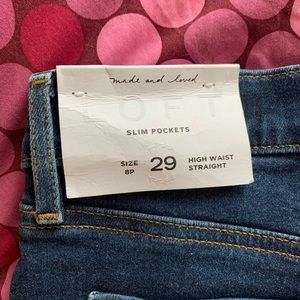 made and loved
LOFT
SLIM POCKETS
SIZE 8P 29 HIGH WAIST STRAIGHT